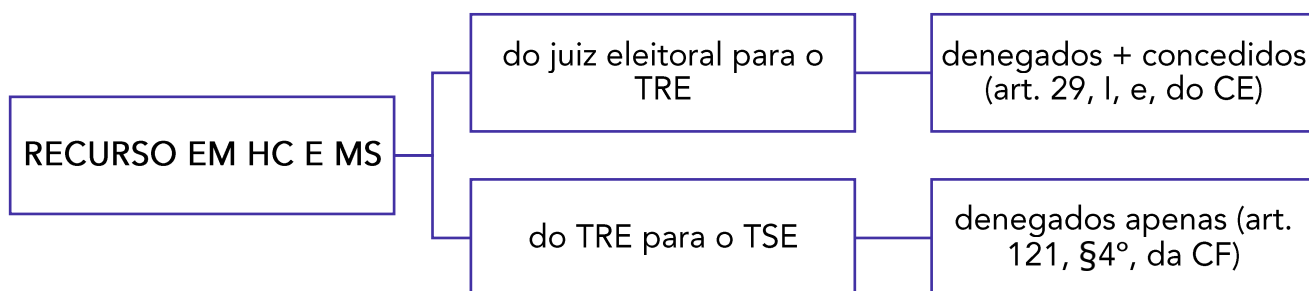 RECURSO EM HC E MS
do juiz eleitoral para o
TRE
denegados + concedidos
(art. 29, I, e, do CE)
do TRE para o TSE
denegados apenas (art.
121, §4º, da CF)